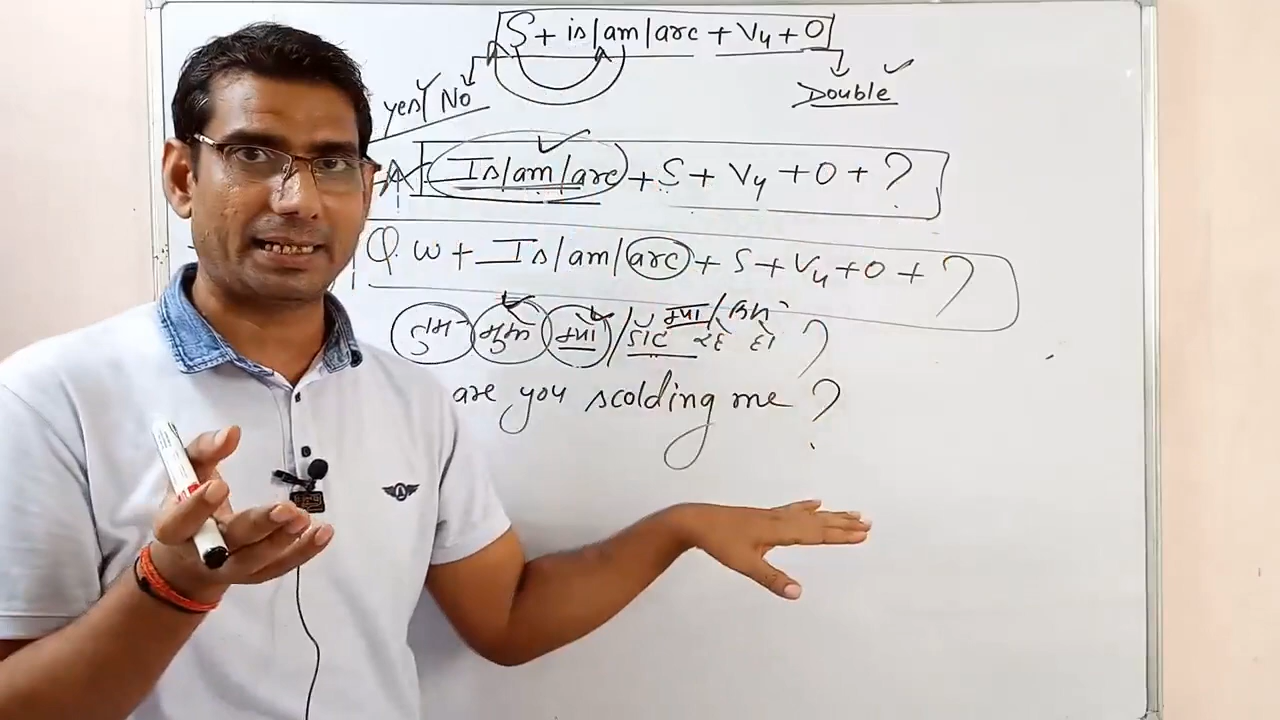 S + is/am/are + V4 + O
yes/ No
Double
Is/am/are + S + V4 + O + ?
Q.W + Is/am/are + S + V4 + O + ?
तुम मुझे क्यों / डांट रहे हो ?
क्यों /
are you scolding me ?